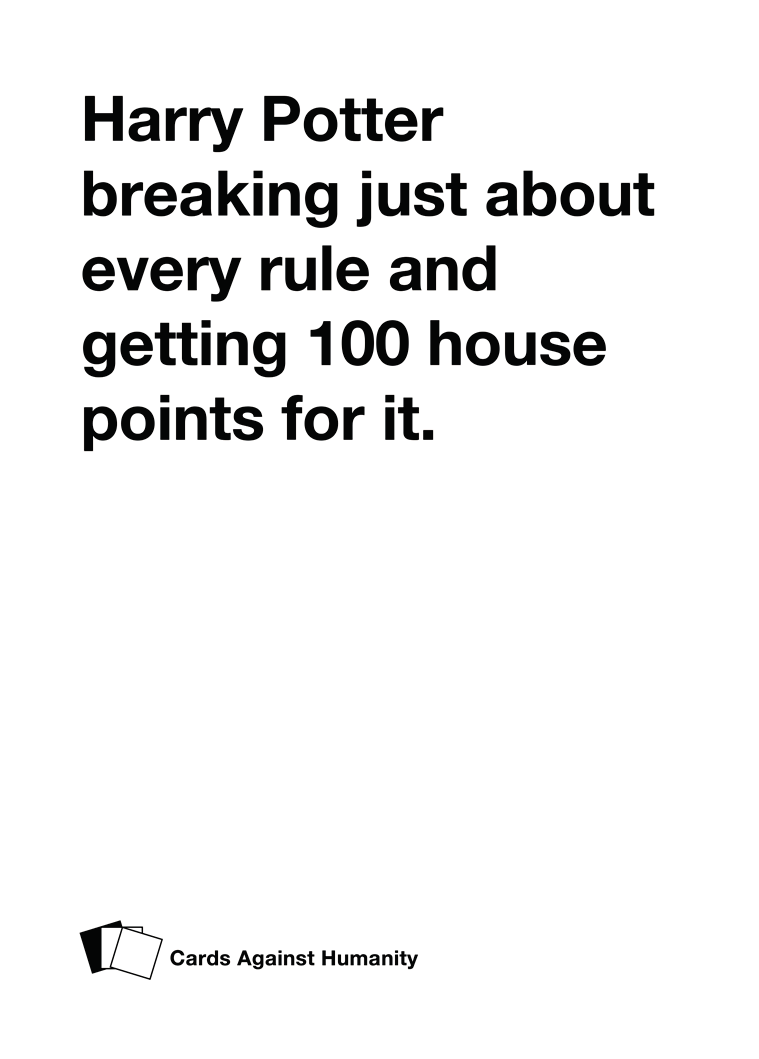 Harry Potter
breaking just about
every rule and
getting 100 house
points for it.
Cards Against Humanity